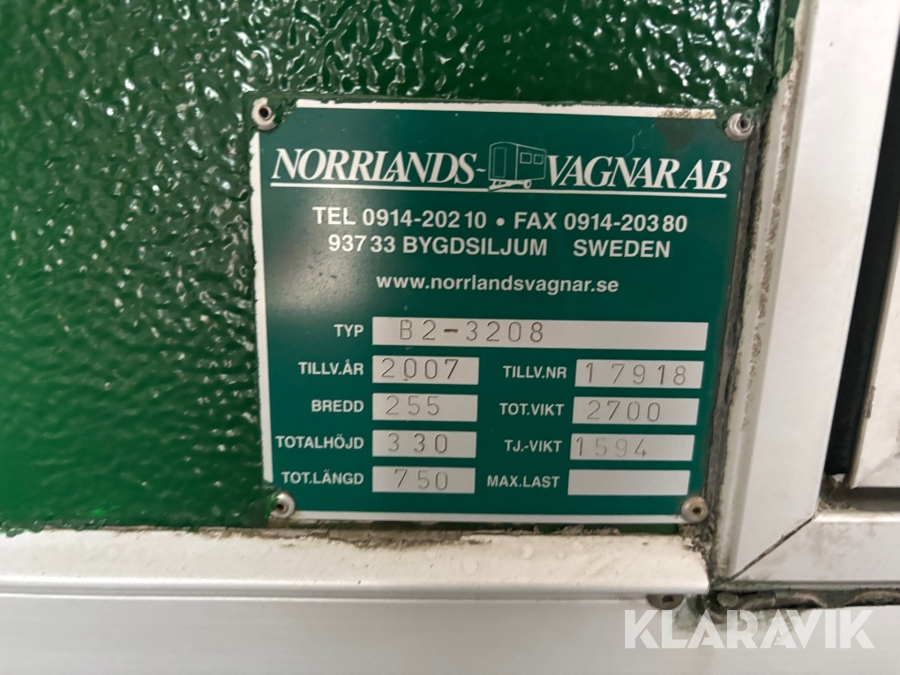 NORRLANDS- VAGNAR AB
TEL 0914-202 10 • FAX 0914-203 80
937 33 BYGDSILJUM SWEDEN
www.norrlandsvagnar.se
TYP B2-3208
TILLV.ÅR 2007 TILLV.NR 17918
BREDD 255 TOT.VIKT 2700
TOTALHÖJD 330 TJ.-VIKT 1594
TOT.LÄNGD 750 MAX.LAST
KLARAVIK